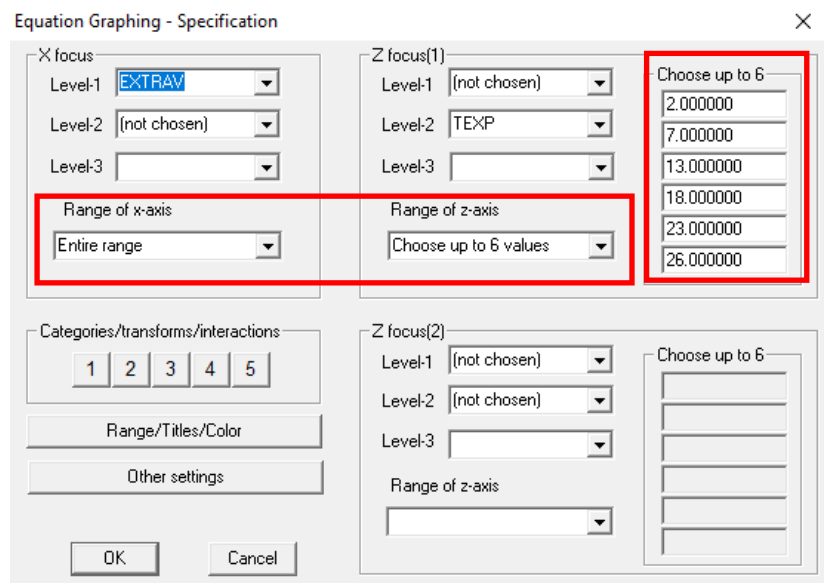 Equation Graphing - Specification
X focus
Level-1 EXTRAV
Level-2 (not chosen)
Level-3
Range of x-axis
Entire range
Z focus(1)
Level-1 (not chosen)
Level-2 TEXP
Level-3
Range of z-axis
Choose up to 6 values
Choose up to 6
2.000000
7.000000
13.000000
18.000000
23.000000
26.000000
Categories/transforms/interactions
1 2 3 4 5
Range/Titles/Color
Other settings
OK Cancel
Z focus(2)
Level-1 (not chosen)
Level-2 (not chosen)
Level-3
Range of z-axis
Choose up to 6